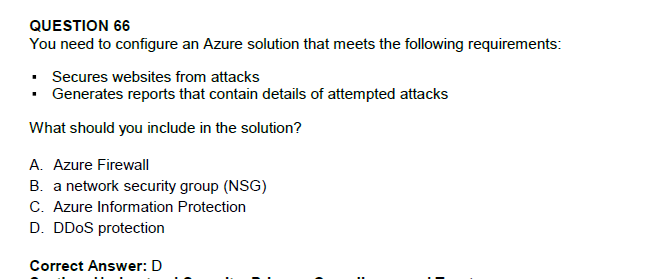 QUESTION 66
You need to configure an Azure solution that meets the following requirements:
▪ Secures websites from attacks
▪ Generates reports that contain details of attempted attacks
What should you include in the solution?
A. Azure Firewall
B. a network security group (NSG)
C. Azure Information Protection
D. DDoS protection
Correct Answer: D